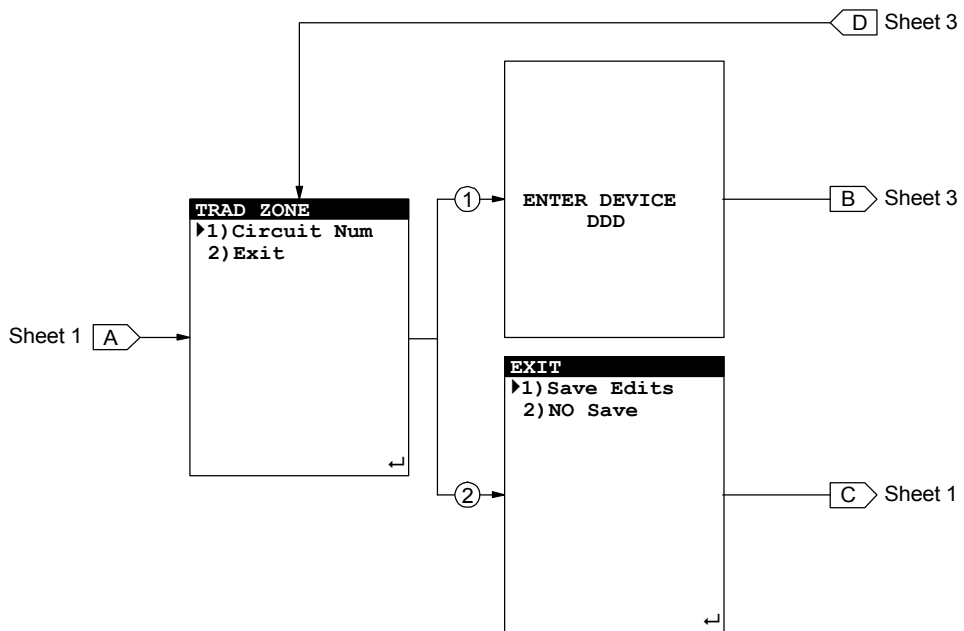 D Sheet 3
TRAD ZONE
▶1)Circuit Num
2)Exit
↵
Sheet 1 A
1
ENTER DEVICE
DDD
B Sheet 3
2
EXIT
▶1)Save Edits
2)NO Save
↵
C Sheet 1